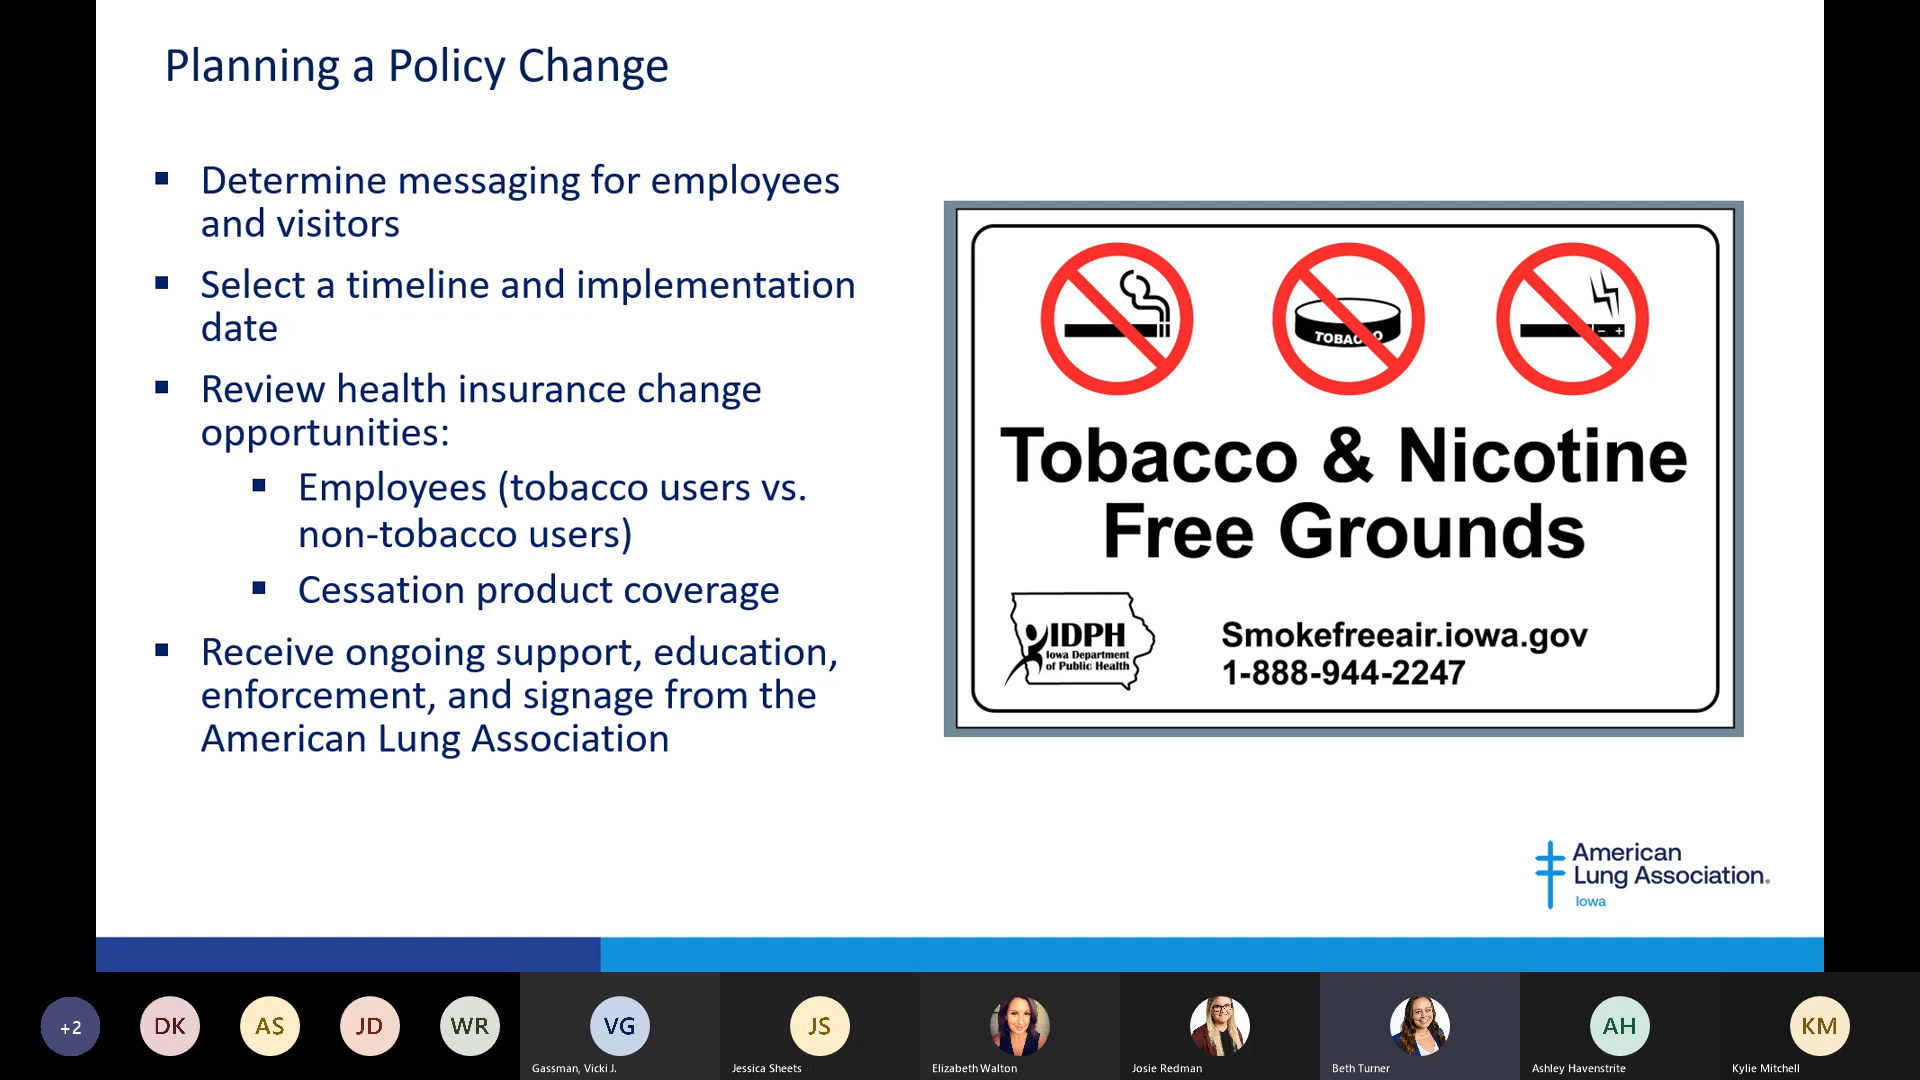 Planning a Policy Change
Determine messaging for employees
and visitors
Select a timeline and implementation
date
Review health insurance change
opportunities:
Employees (tobacco users vs.
non-tobacco users)
Cessation product coverage
Receive ongoing support, education,
enforcement, and signage from the
American Lung Association
TOBACCO
- +
Tobacco & Nicotine
Free Grounds
IDPH
Iowa Department
of Public Health
Smokefreeair.iowa.gov
1-888-944-2247
American
Lung Association.
Iowa
+2
DK
AS
JD
WR
VG
Gassman, Vicki J.
JS
Jessica Sheets
Elizabeth Walton
Josie Redman
Beth Turner
AH
Ashley Havenstrite
KM
Kylie Mitchell